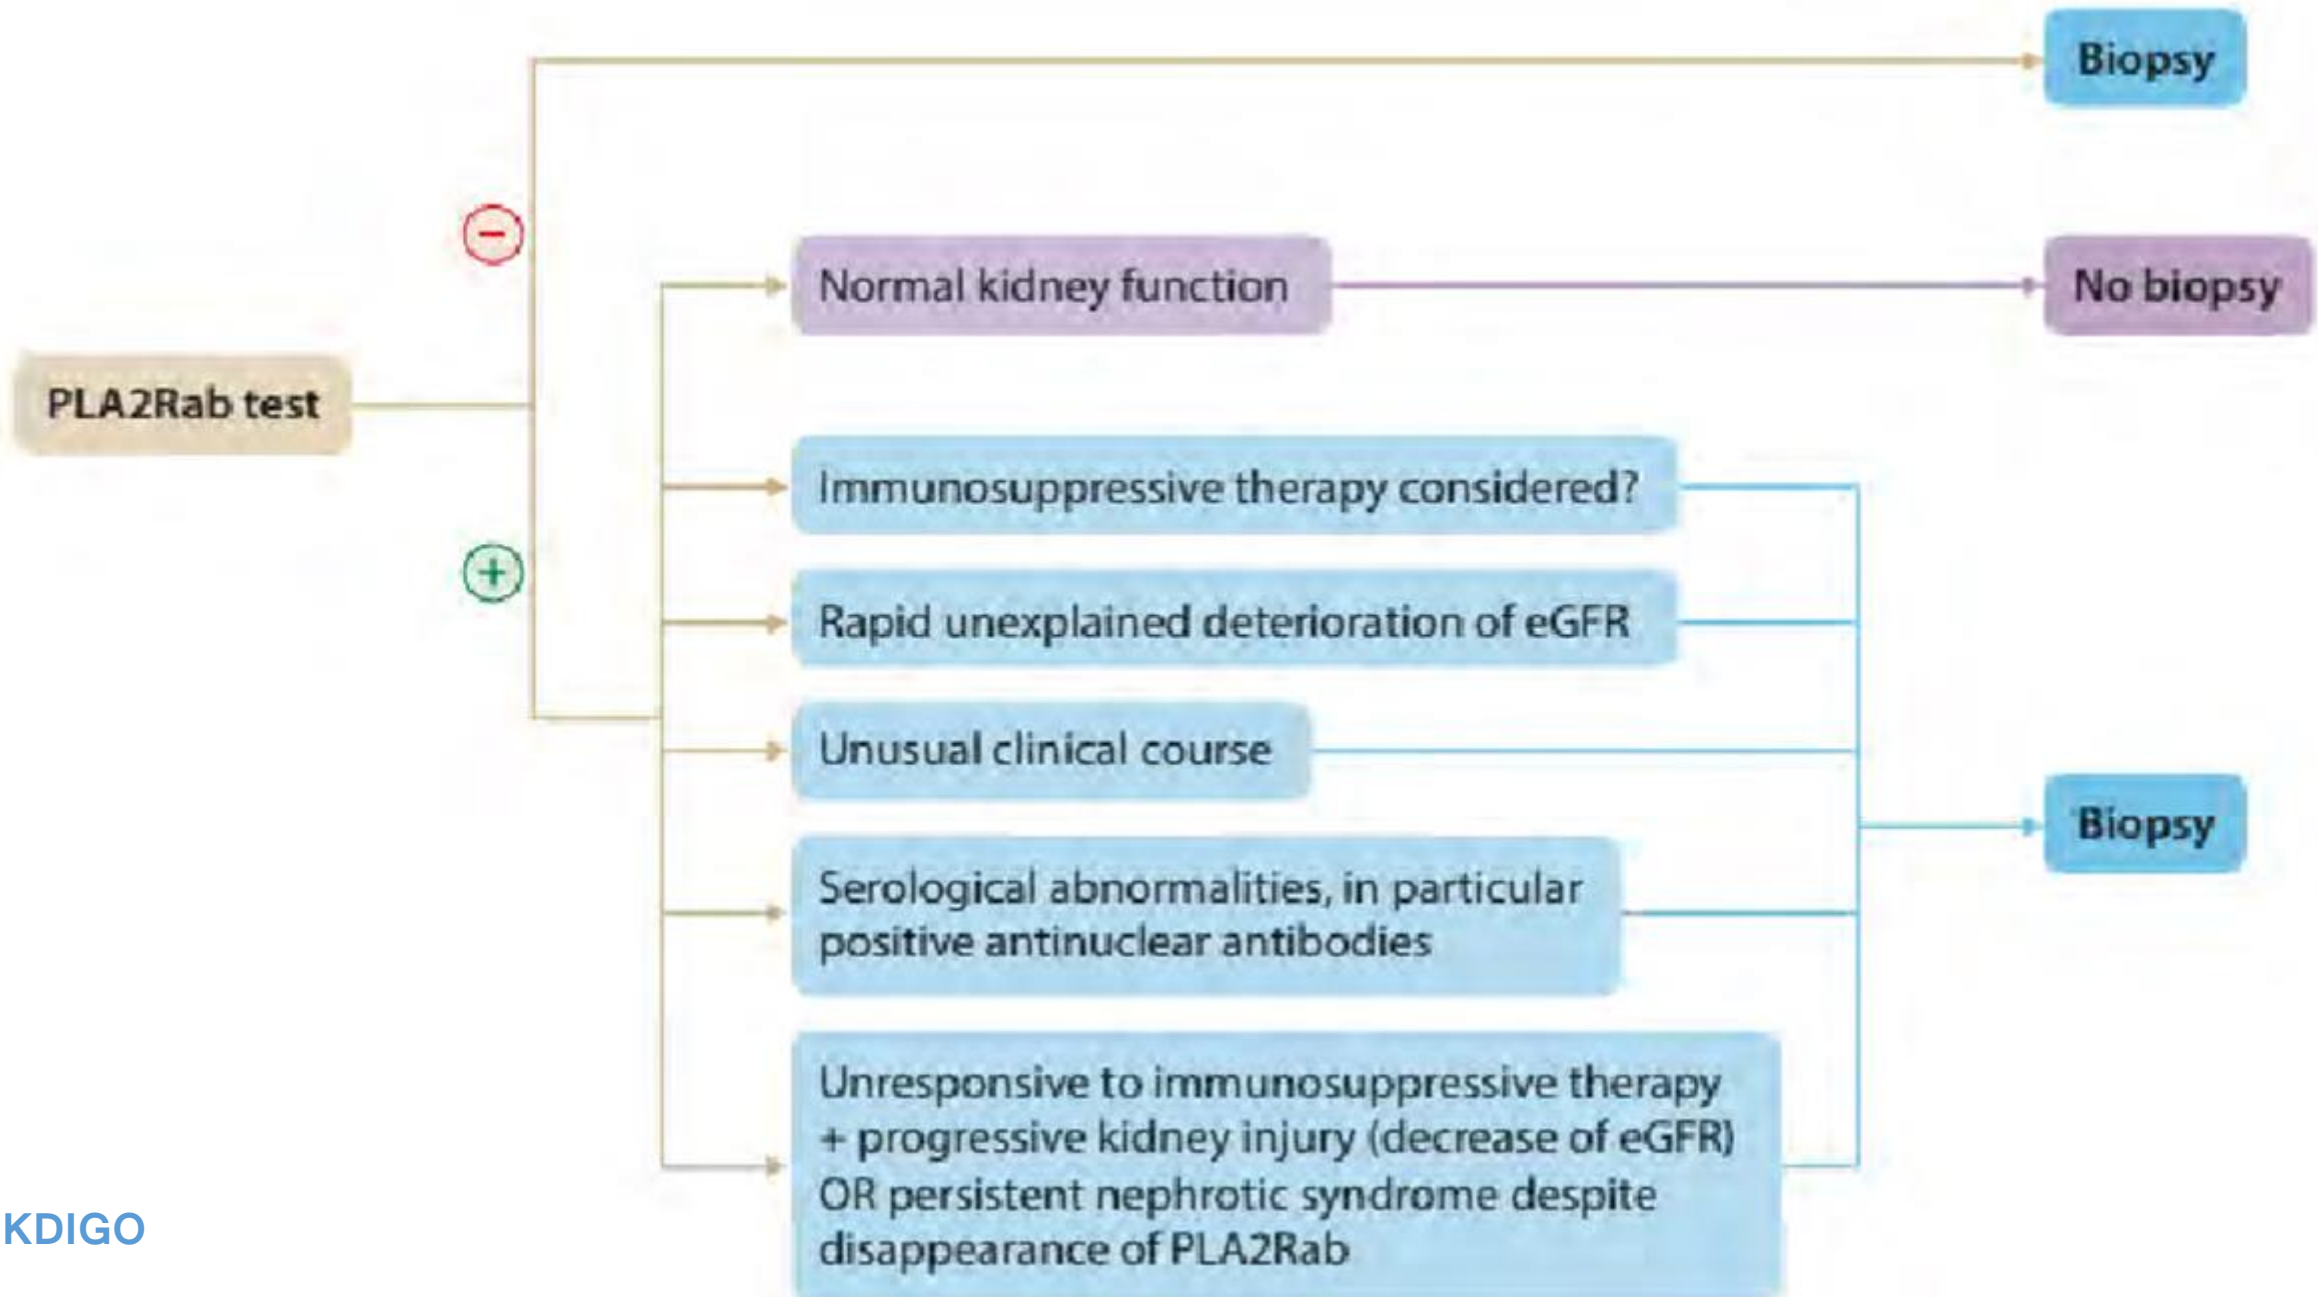 Biopsy
−
Normal kidney function
No biopsy
PLA2Rab test
Immunosuppressive therapy considered?
+
Rapid unexplained deterioration of eGFR
Unusual clinical course
Biopsy
Serological abnormalities, in particular
positive antinuclear antibodies
Unresponsive to immunosuppressive therapy
+ progressive kidney injury (decrease of eGFR)
OR persistent nephrotic syndrome despite
disappearance of PLA2Rab
KDIGO